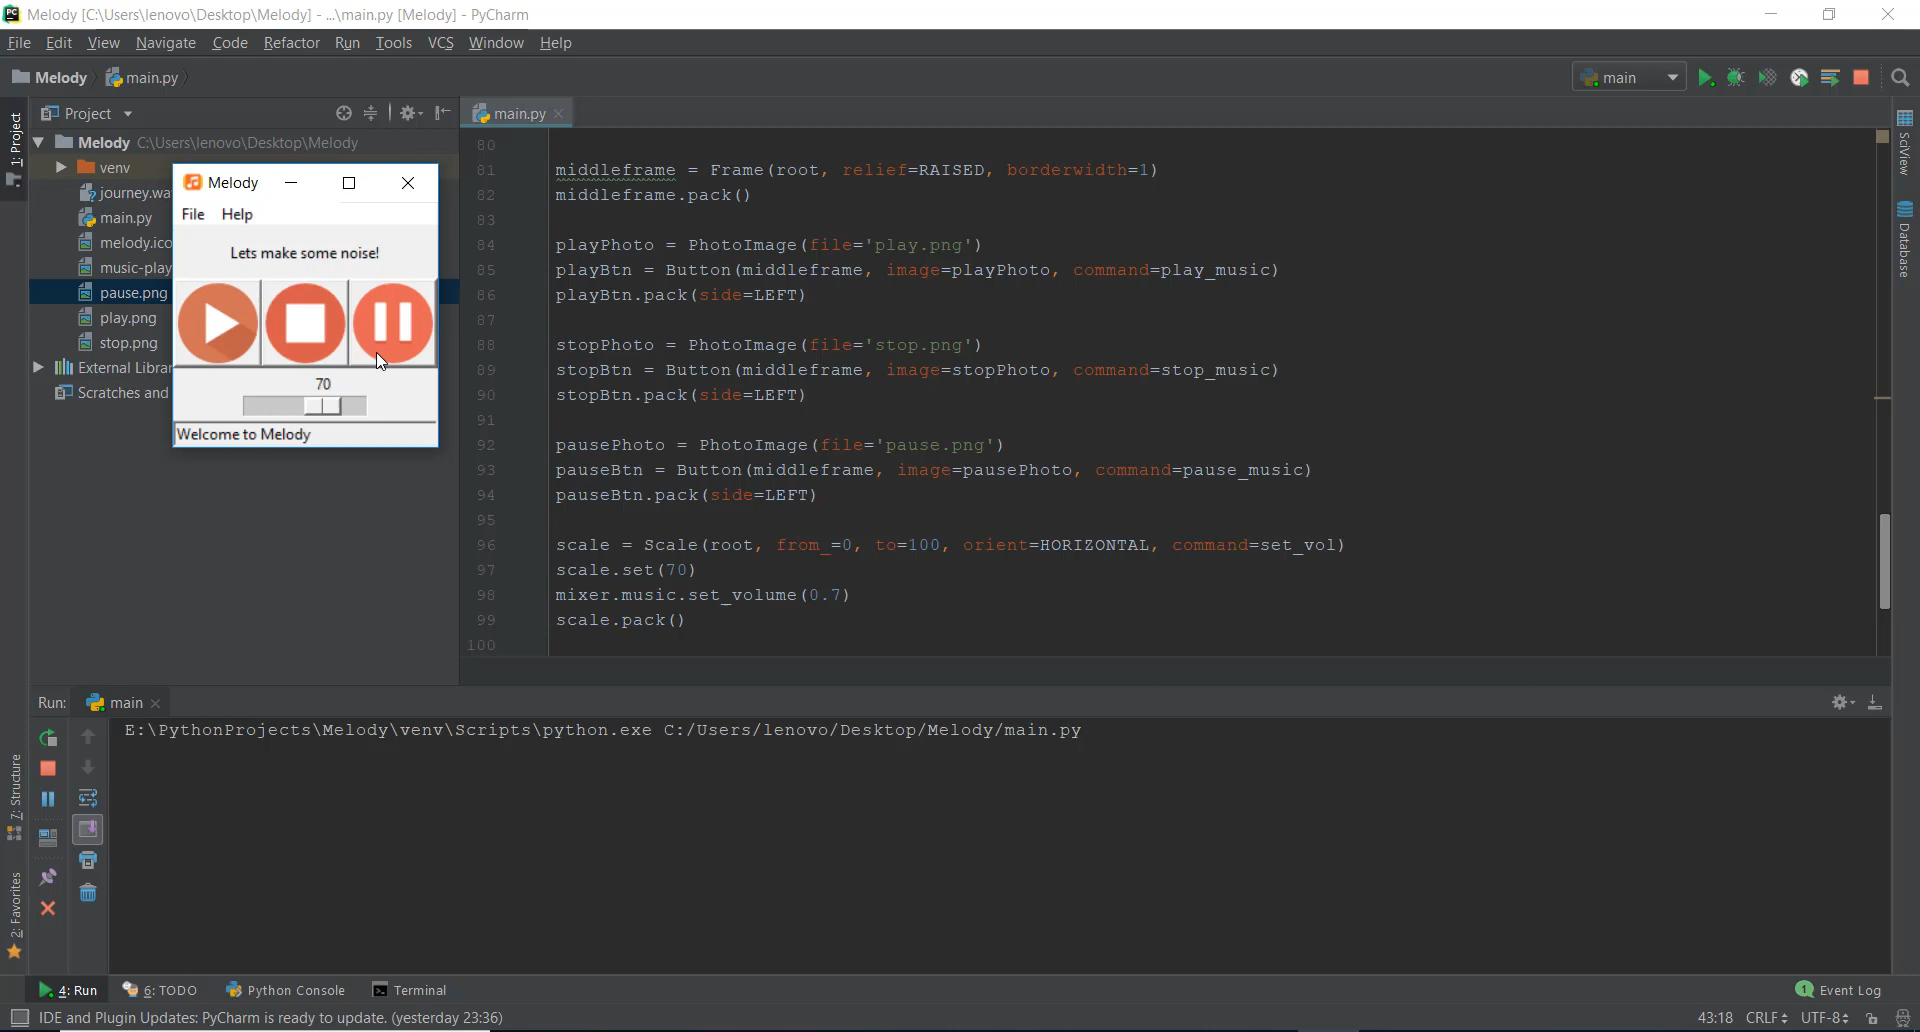 Melody [C:\Users\lenovo\Desktop\Melody] - ...\main.py [Melody] - PyCharm
File Edit View Navigate Code Refactor Run Tools VCS Window Help
Melody main.py
main
Project
main.py
1: Project
Melody C:\Users\lenovo\Desktop\Melody
venv
journey.wa
main.py
melody.ico
music-play
pause.png
play.png
stop.png
External Librar
Scratches and
Melody
File Help
Lets make some noise!
70
Welcome to Melody
80
81 middleframe = Frame(root, relief=RAISED, borderwidth=1)
82 middleframe.pack()
83
84 playPhoto = PhotoImage(file='play.png')
85 playBtn = Button(middleframe, image=playPhoto, command=play_music)
86 playBtn.pack(side=LEFT)
87
88 stopPhoto = PhotoImage(file='stop.png')
89 stopBtn = Button(middleframe, image=stopPhoto, command=stop_music)
90 stopBtn.pack(side=LEFT)
91
92 pausePhoto = PhotoImage(file='pause.png')
93 pauseBtn = Button(middleframe, image=pausePhoto, command=pause_music)
94 pauseBtn.pack(side=LEFT)
95
96 scale = Scale(root, from_=0, to=100, orient=HORIZONTAL, command=set_vol)
97 scale.set(70)
98 mixer.music.set_volume(0.7)
99 scale.pack()
100
SciView
Database
Run: main
E:\PythonProjects\Melody\venv\Scripts\python.exe C:/Users/lenovo/Desktop/Melody/main.py
7: Structure
2: Favorites
4: Run 6: TODO Python Console Terminal
1 Event Log
IDE and Plugin Updates: PyCharm is ready to update. (yesterday 23:36)
43:18 CRLF UTF-8